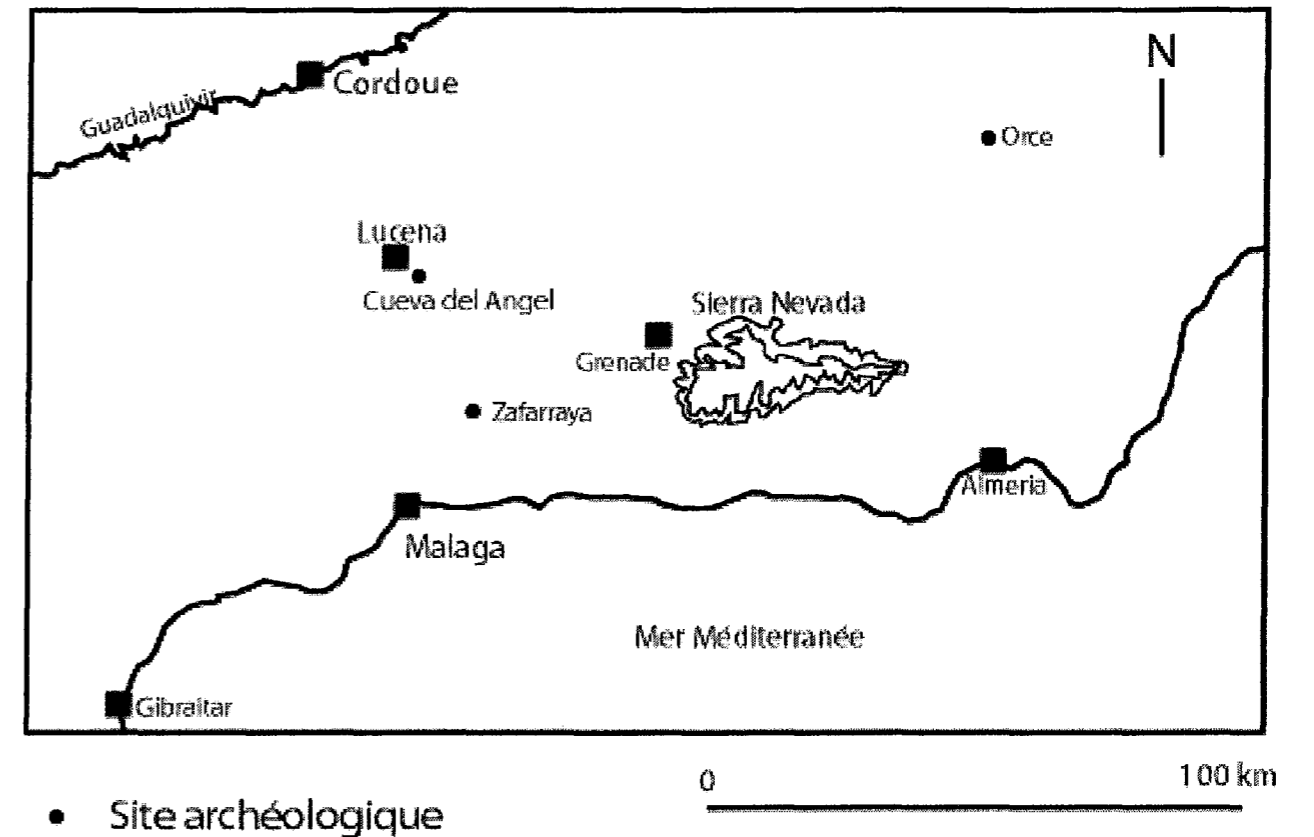 N
Cordoue
Guadalquivir
Orce
Lucena
Cueva del Angel
Sierra Nevada
Grenade
Zafarraya
Almeria
Malaga
Mer Méditerranée
Gibraltar
0 100 km
Site archéologique